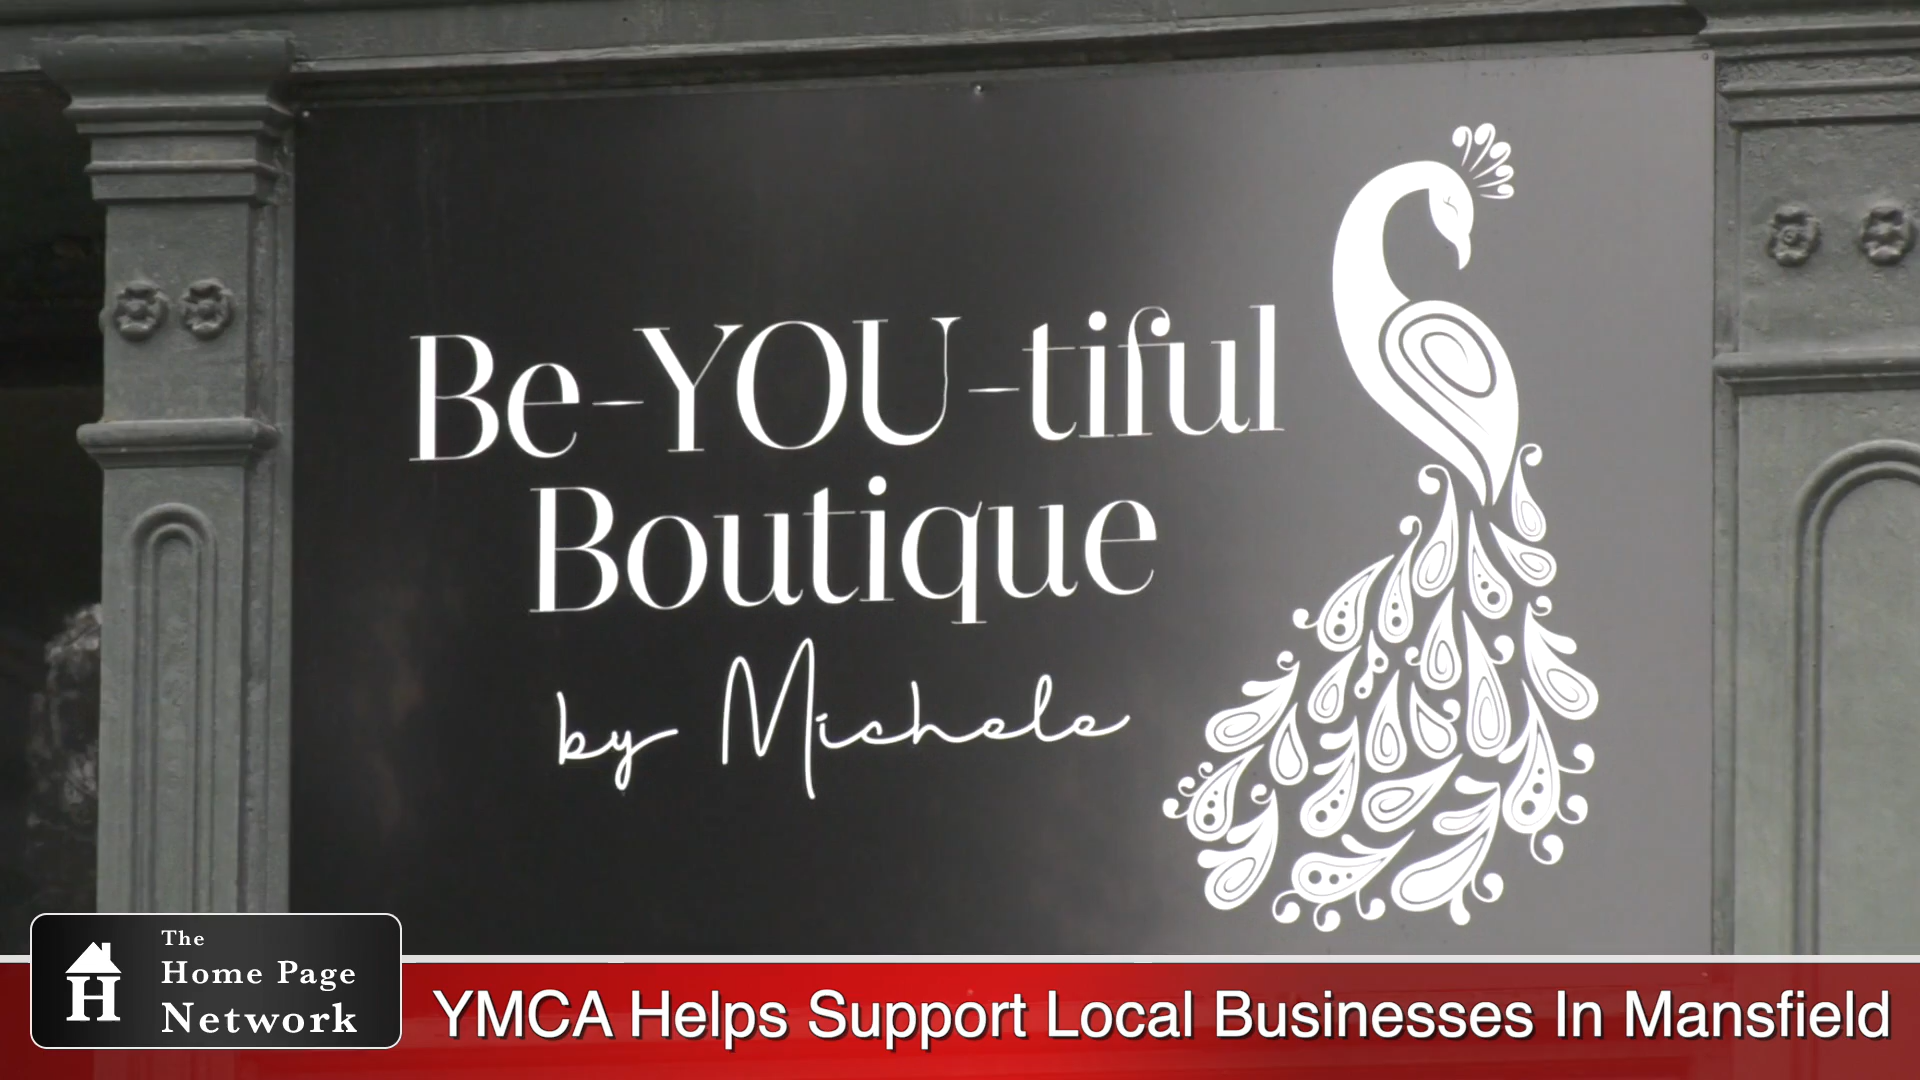 Be-YOU-tiful
Boutique
by Michele
The
Home Page
Network
H
YMCA Helps Support Local Businesses In Mansfield